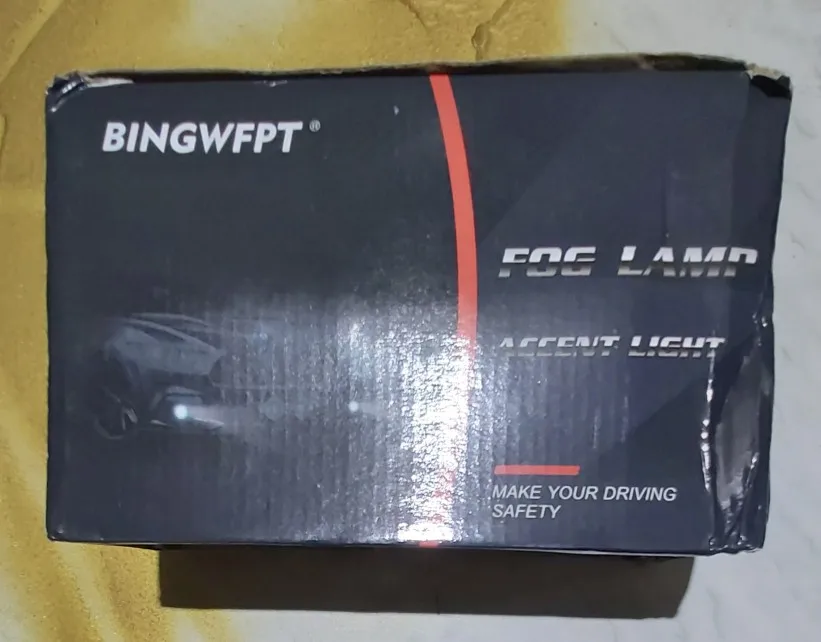 BINGWFPT ®
FOG LAMP
ACCENT LIGHT
MAKE YOUR DRIVING
SAFETY